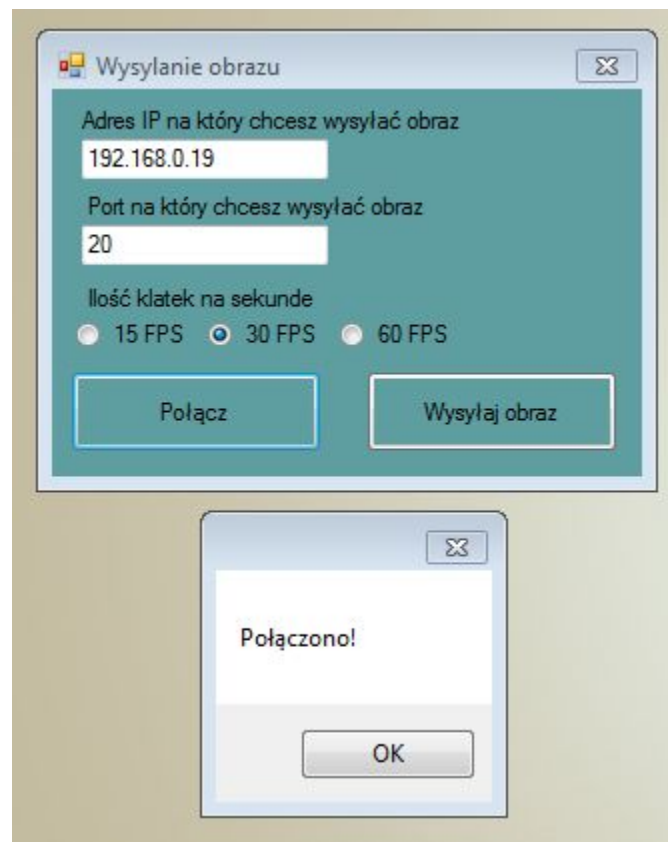 Wysylanie obrazu
Adres IP na który chcesz wysyłać obraz
192.168.0.19
Port na który chcesz wysyłać obraz
20
Ilość klatek na sekunde
15 FPS 30 FPS 60 FPS
Połącz Wysyłaj obraz
Połączono!
OK